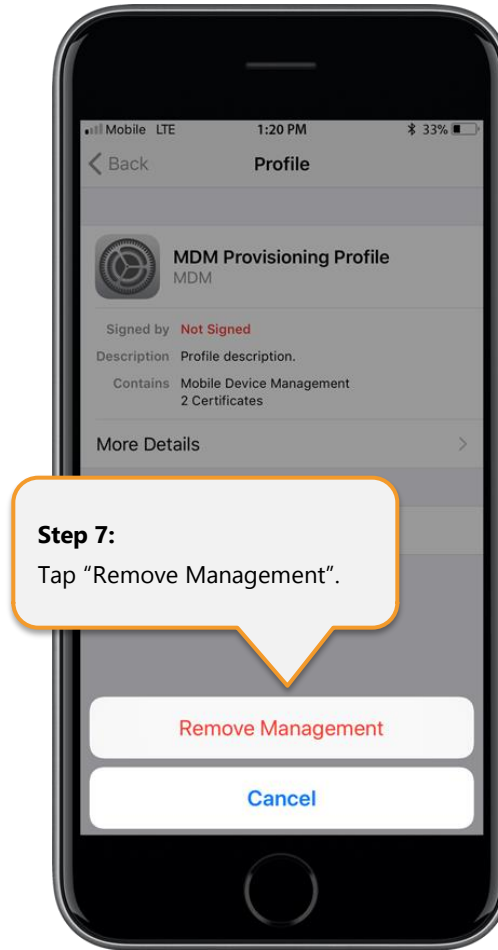 Mobile LTE 1:20 PM 33%
Back Profile
MDM Provisioning Profile
MDM
Signed by Not Signed
Description Profile description.
Contains Mobile Device Management
2 Certificates
More Details
Step 7:
Tap “Remove Management”.
Remove Management
Cancel